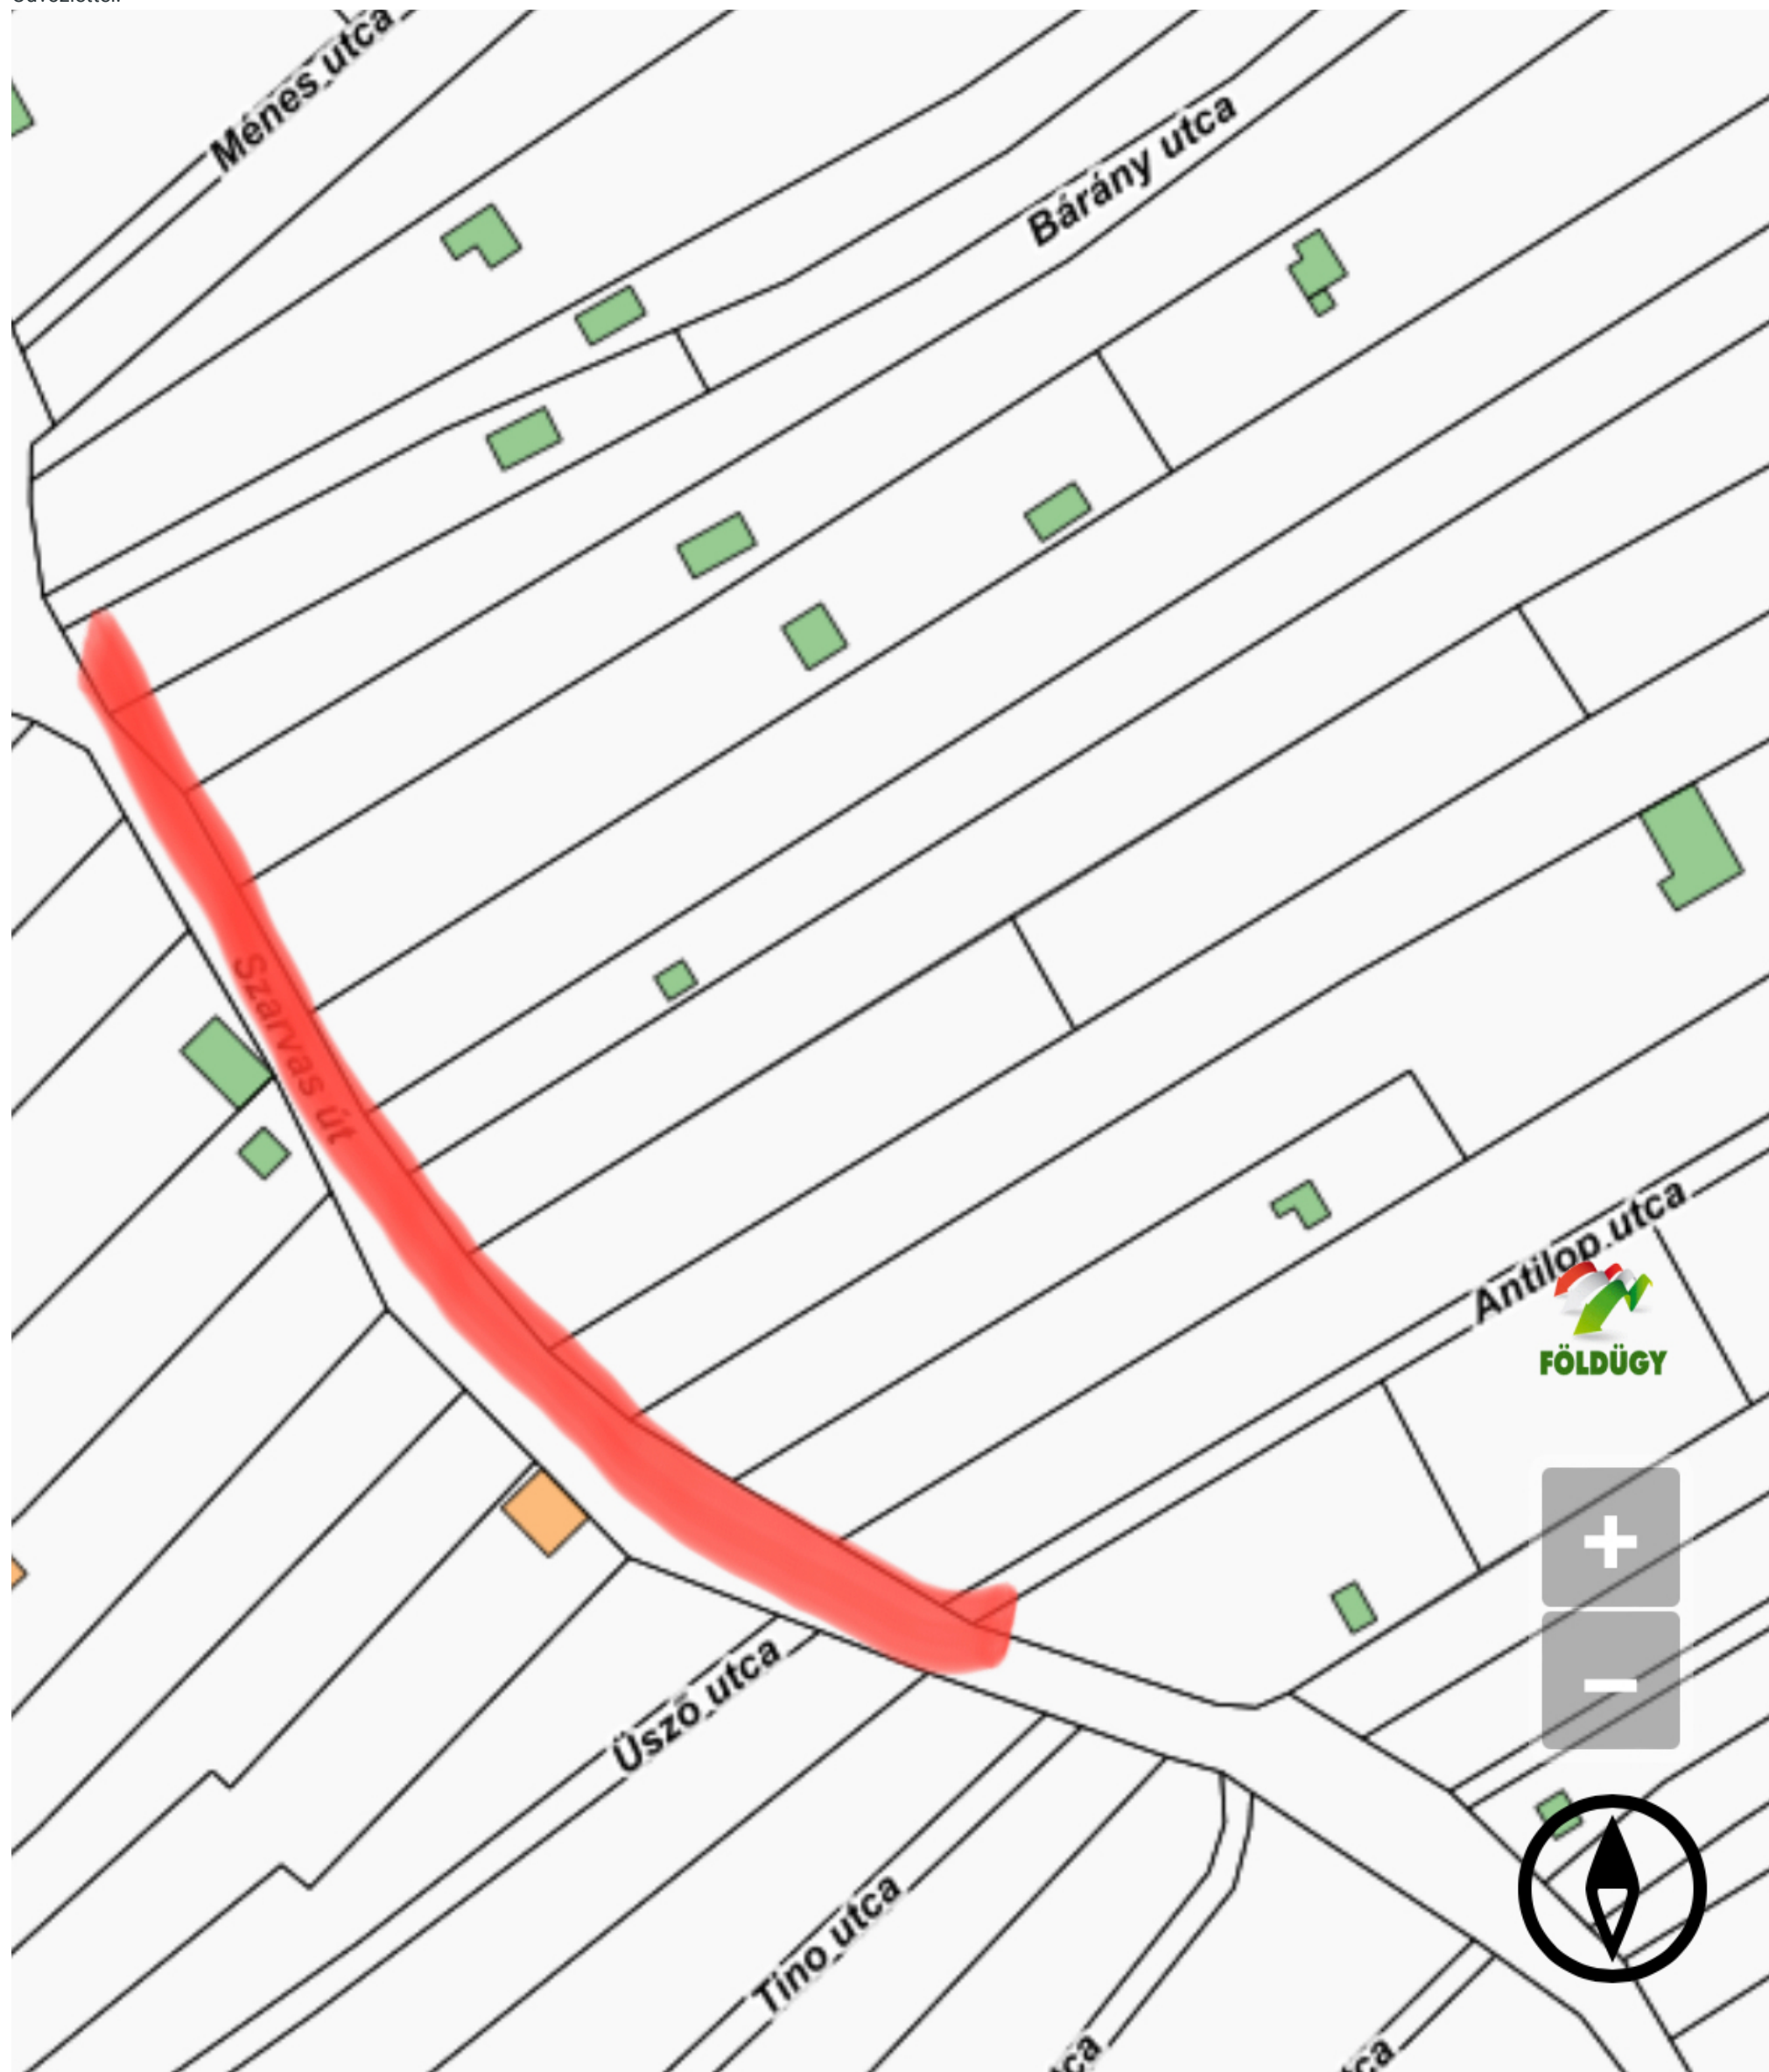 Ménes utca
Bárány utca
Szarvas út
Antilop utca
FÖLDÜGY
+
−
Üsző utca
Tinó utca